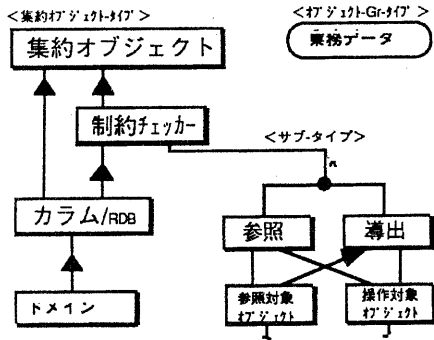 <集約オブジェクト-タイプ>
<オブジェクト-Gr-タイプ>
集約オブジェクト
業務データ
制約チェッカー
<サブ-タイプ>
n
カラム/RDB
参照
導出
ドメイン
参照対象
オブジェクト
操作対象
オブジェクト